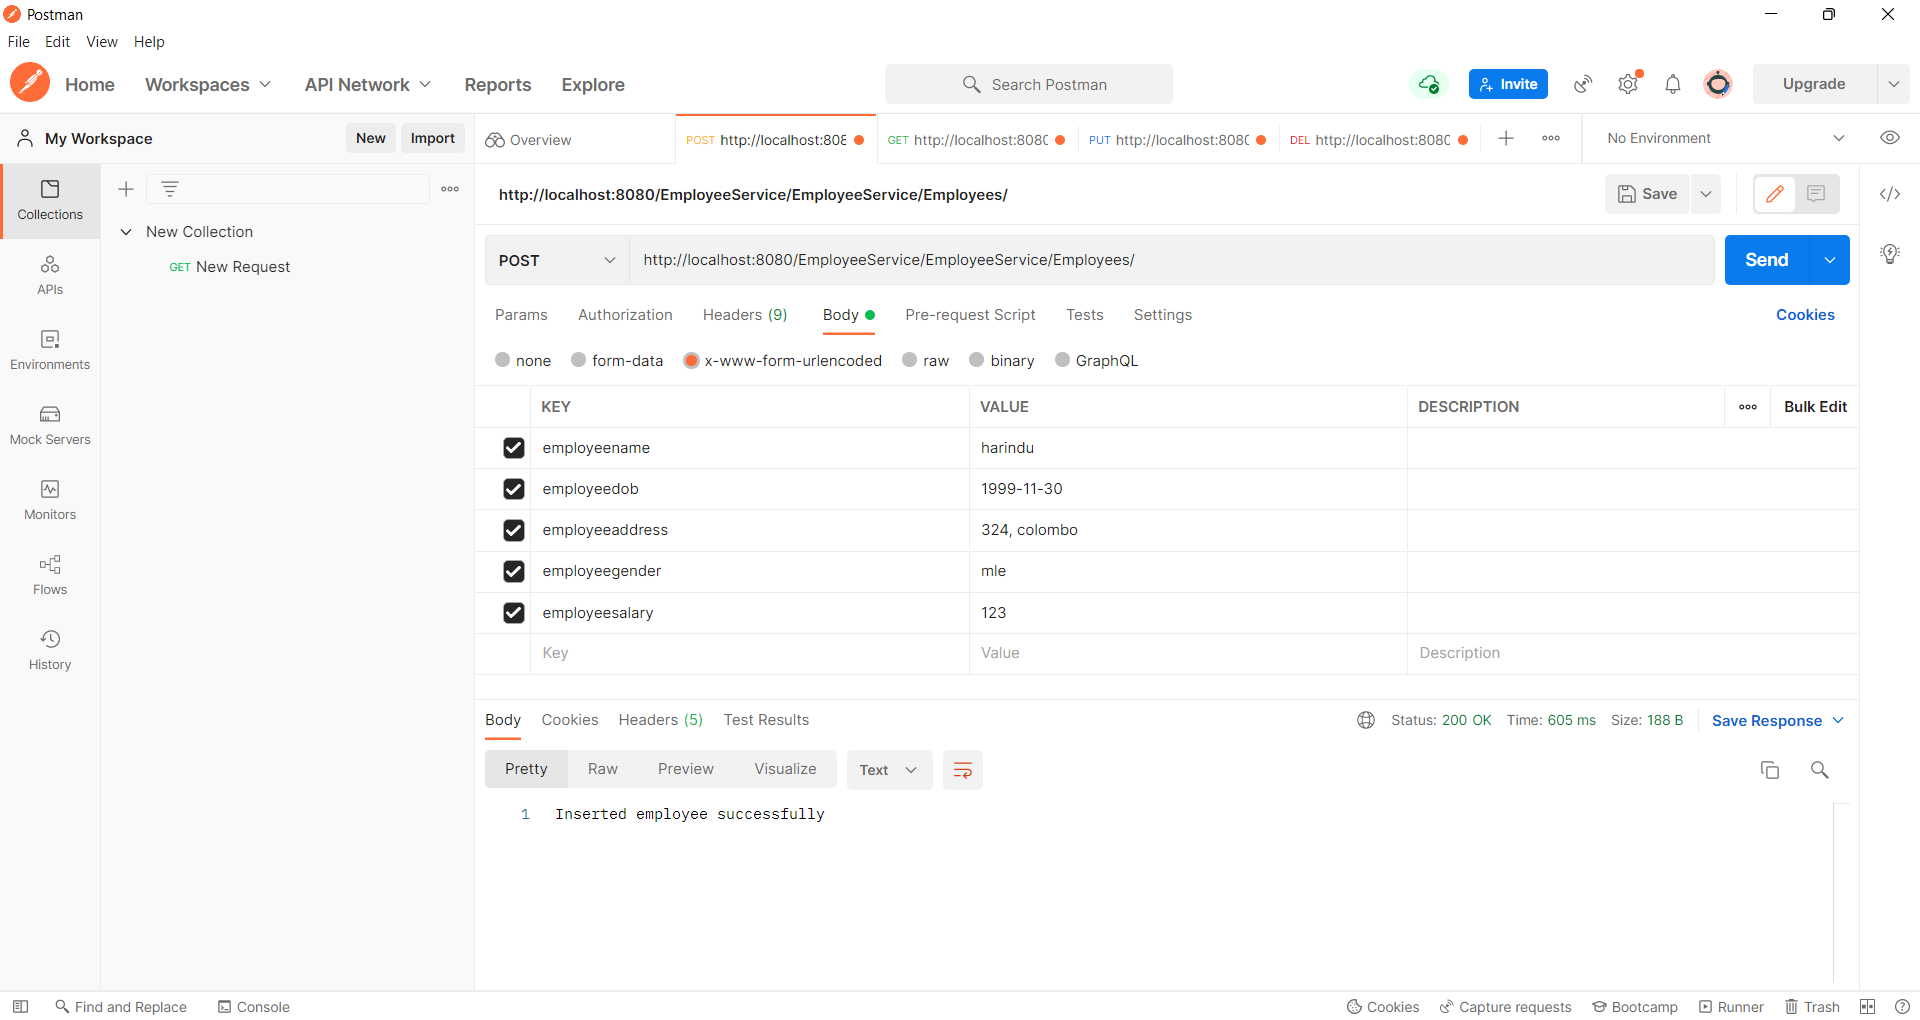 Postman
File Edit View Help
Home Workspaces API Network Reports Explore Search Postman Invite Upgrade
My Workspace New Import Overview POST http://localhost:808 GET http://localhost:8080 PUT http://localhost:8080 DEL http://localhost:8080 No Environment
http://localhost:8080/EmployeeService/EmployeeService/Employees/ Save
Collections
New Collection
GET New Request
APIs
Environments
Mock Servers
Monitors
Flows
History
POST http://localhost:8080/EmployeeService/EmployeeService/Employees/ Send
Params Authorization Headers (9) Body Pre-request Script Tests Settings Cookies
none form-data x-www-form-urlencoded raw binary GraphQL
KEY VALUE DESCRIPTION Bulk Edit
employeename harindu
employeedob 1999-11-30
employeeaddress 324, colombo
employeegender mle
employeesalary 123
Key Value Description
Body Cookies Headers (5) Test Results Status: 200 OK Time: 605 ms Size: 188 B Save Response
Pretty Raw Preview Visualize Text
1 Inserted employee successfully
Find and Replace Console Cookies Capture requests Bootcamp Runner Trash